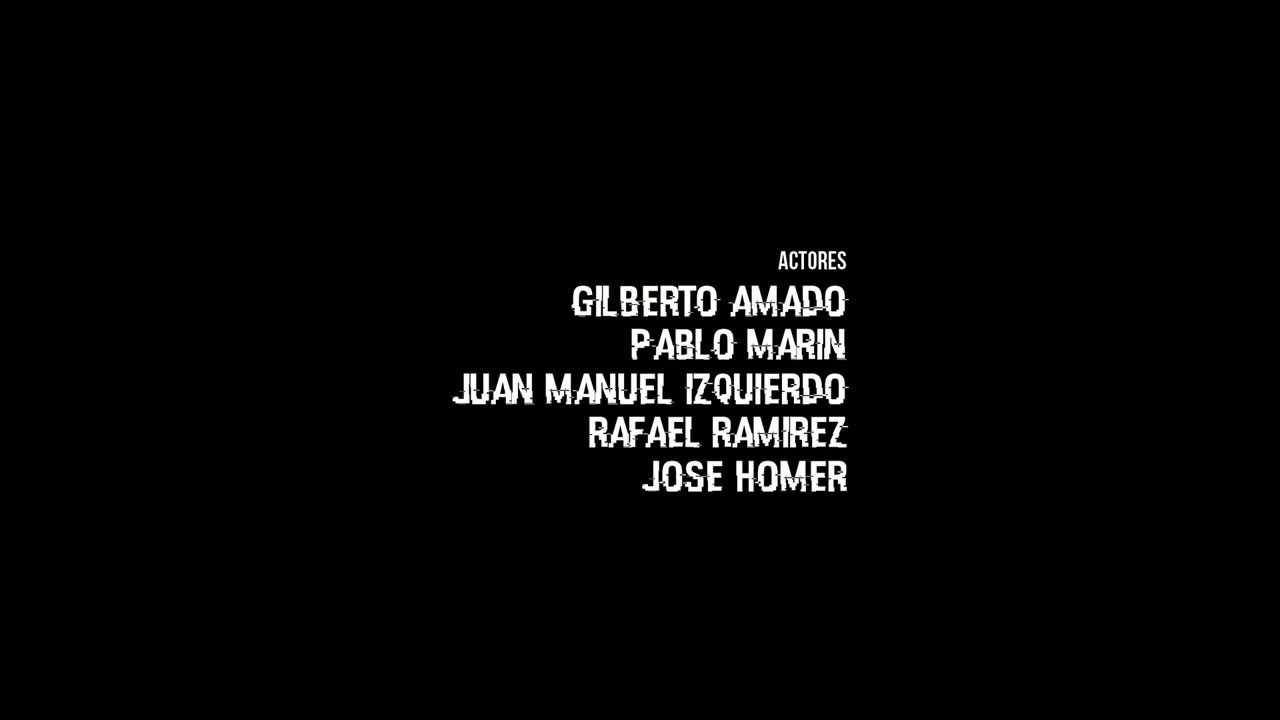 ACTORES
GILBERTO AMADO
PABLO MARIN
JUAN MANUEL IZQUIERDO
RAFAEL RAMIREZ
JOSE HOMER